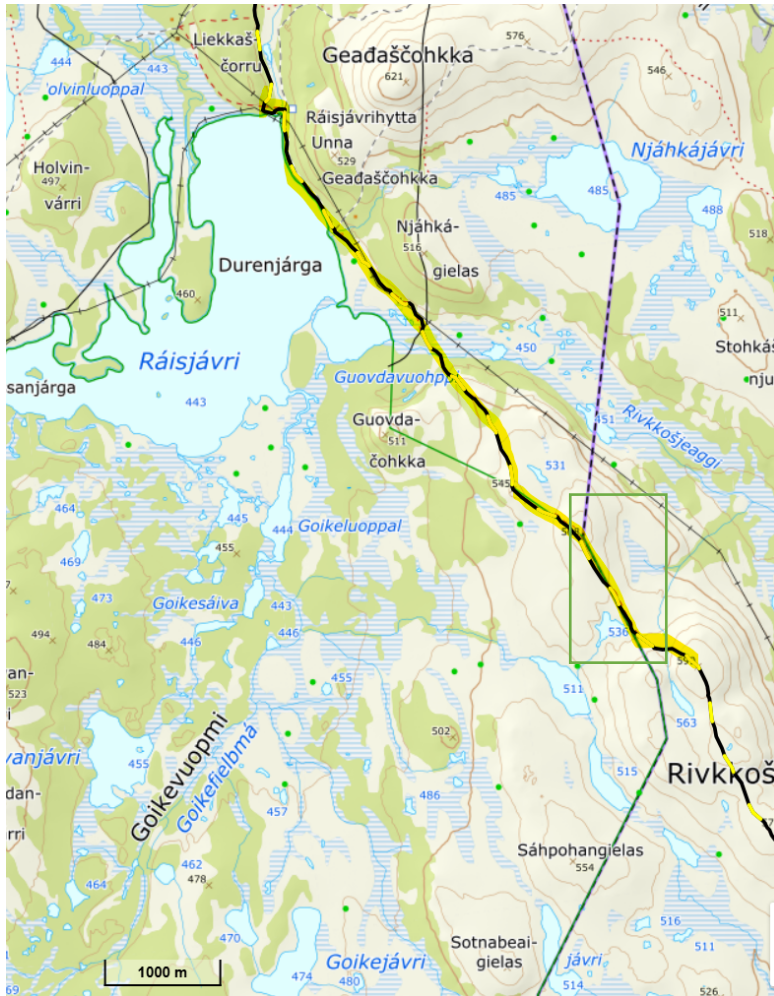 Liekkaš-
čorru
Geađaščohkka
576
621
546
444
443
olvinluoppal
Ráisjávrihytta
Unna
529
Geađaščohkka
Njáhkájávri
485
485
488
Holvin-
497
várri
Njáhká-
516
gielas
518
Durenjárga
460
511
Stohkáš
nju
Ráisjávri
443
sanjárga
450
Guovdavuohppi
451
Rivkkošjeaggi
Guovda-
511
čohkka
531
545
464
445
444
Goikeluoppal
455
469
473
Goikesáiva
443
446
446
536
494
484
455
511
523
563
502
Goikevuopmi
Goikefielbmá
vanjávri
455
515
Rivkkoš
486
457
Sáhpohangielas
554
462
478
464
470
516
511
Sotnabeai-
gielas
jávri
Goikejávri
474
480
514
526
1000 m